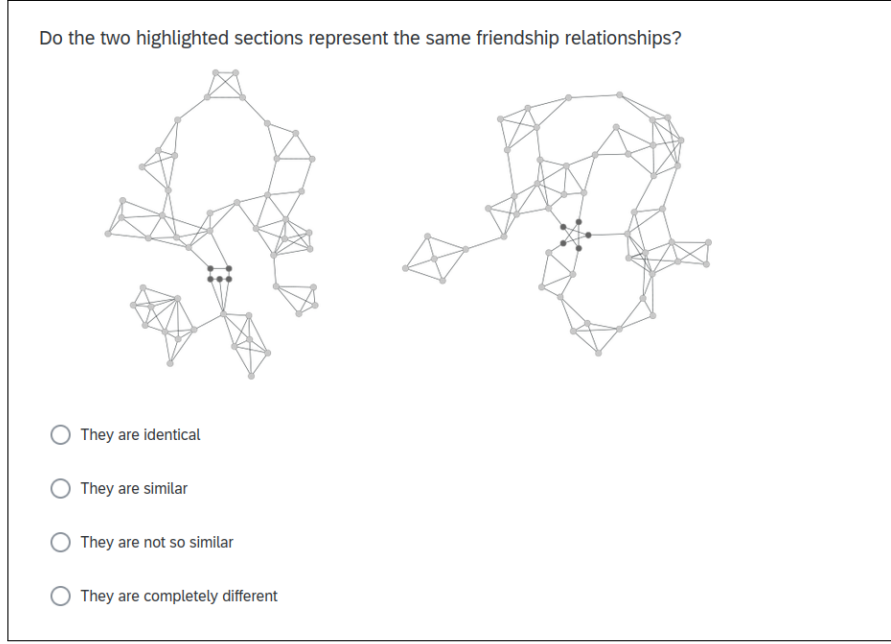 Do the two highlighted sections represent the same friendship relationships?
They are identical
They are similar
They are not so similar
They are completely different